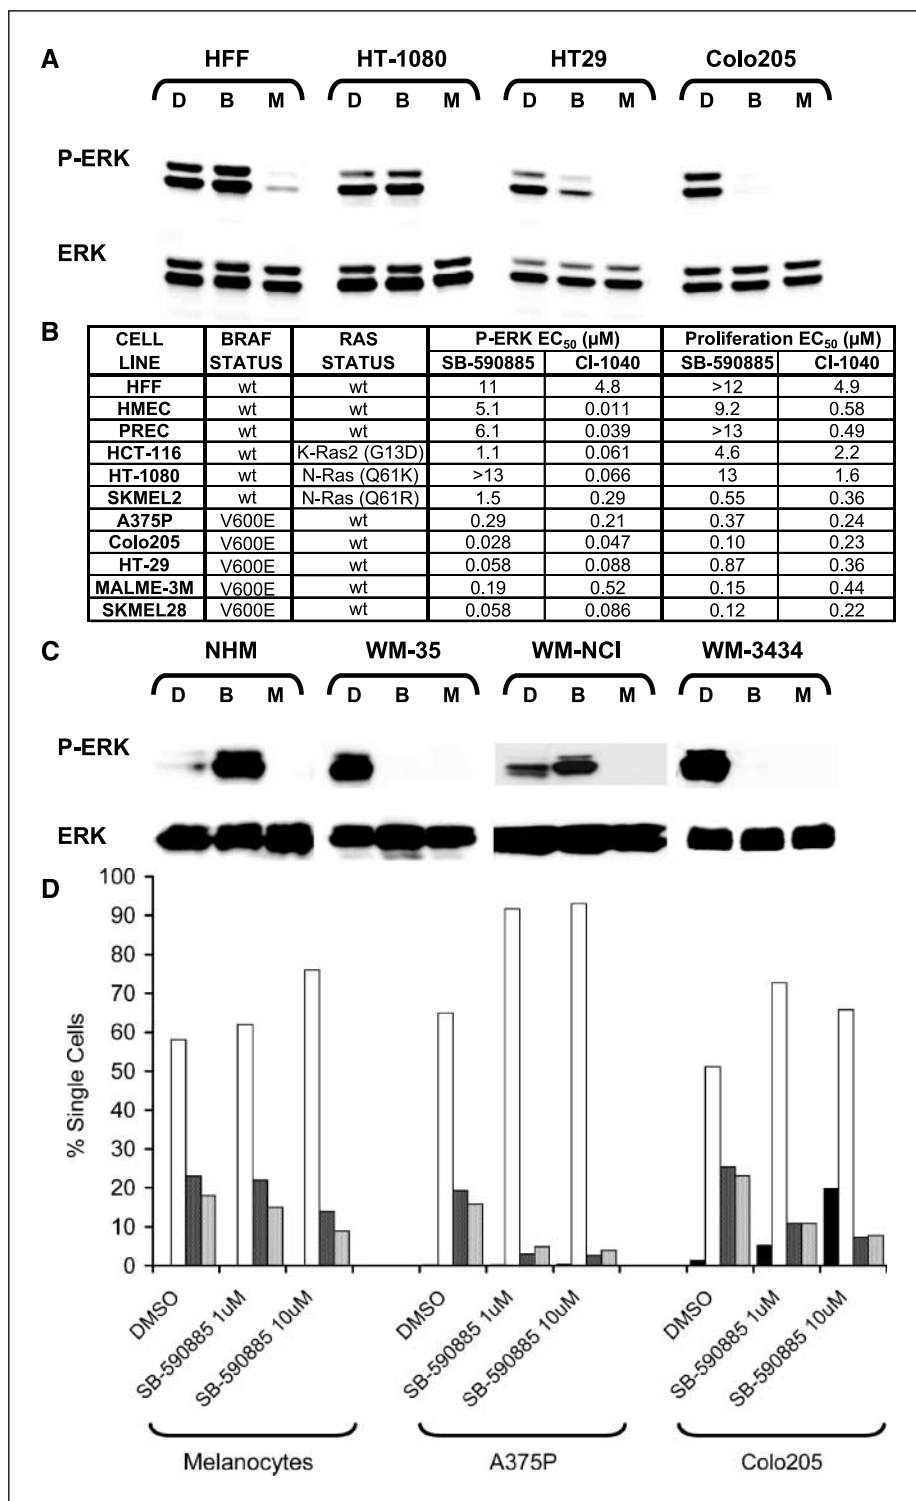 A
HFF HT-1080 HT29 Colo205
D B M D B M D B M D B M
P-ERK
ERK
B
CELL LINE BRAF STATUS RAS STATUS P-ERK EC50 (µM) Proliferation EC50 (µM)
SB-590885 CI-1040 SB-590885 CI-1040
HFF wt wt 11 4.8 >12 4.9
HMEC wt wt 5.1 0.011 9.2 0.58
PREC wt wt 6.1 0.039 >13 0.49
HCT-116 wt K-Ras2 (G13D) 1.1 0.061 4.6 2.2
HT-1080 wt N-Ras (Q61K) >13 0.066 13 1.6
SKMEL2 wt N-Ras (Q61R) 1.5 0.29 0.55 0.36
A375P V600E wt 0.29 0.21 0.37 0.24
Colo205 V600E wt 0.028 0.047 0.10 0.23
HT-29 V600E wt 0.058 0.088 0.87 0.36
MALME-3M V600E wt 0.19 0.52 0.15 0.44
SKMEL28 V600E wt 0.058 0.086 0.12 0.22
C
NHM WM-35 WM-NCI WM-3434
D B M D B M D B M D B M
P-ERK
ERK
D
% Single Cells
100
90
80
70
60
50
40
30
20
10
0
DMSO
SB-590885 1uM
SB-590885 10uM
DMSO
SB-590885 1uM
SB-590885 10uM
DMSO
SB-590885 1uM
SB-590885 10uM
Melanocytes A375P Colo205